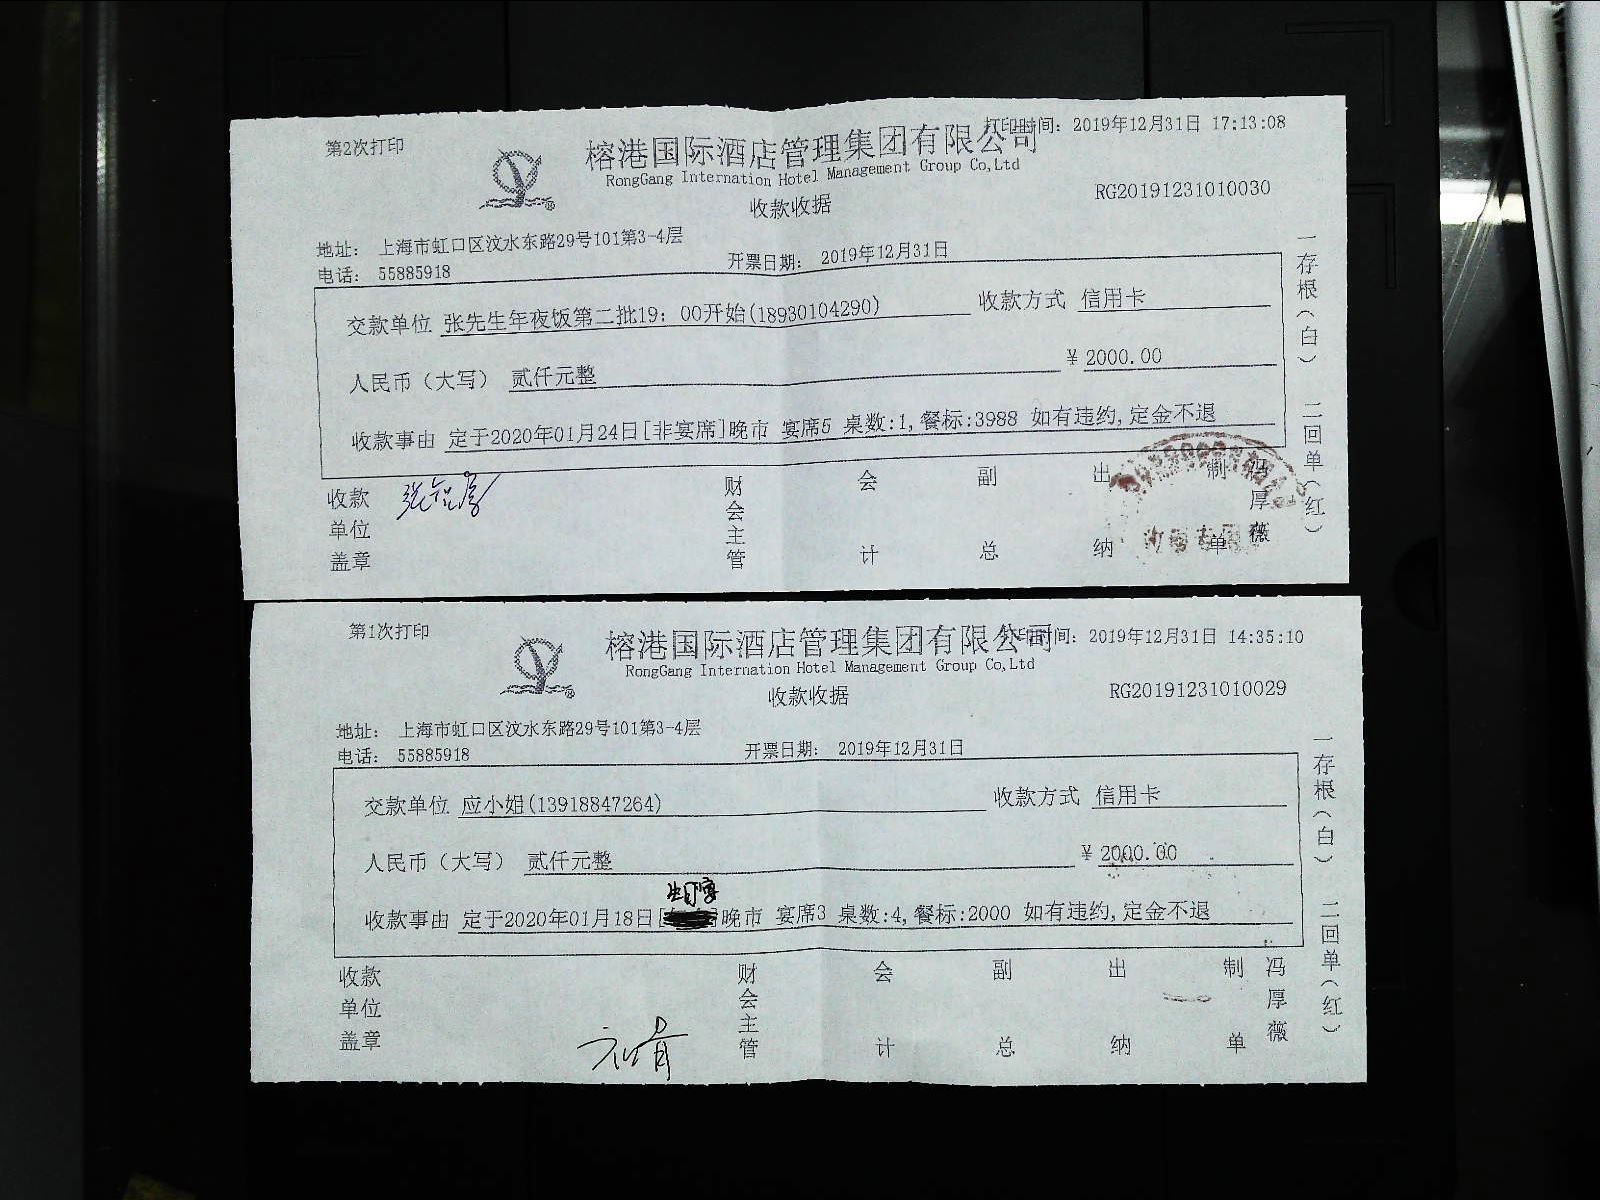 第2次打印
打印时间: 2019年12月31日 17:13:08
榕港国际酒店管理集团有限公司
RongGang Internation Hotel Management Group Co,Ltd
收款收据
RG20191231010030
地址: 上海市虹口区汶水东路29号101第3-4层
电话: 55885918
开票日期: 2019年12月31日
交款单位 张先生年夜饭第二批19:00开始(18930104290) 收款方式 信用卡
人民币(大写) 贰仟元整 ¥2000.00
收款事由 定于2020年01月24日[非宴席]晚市 宴席5 桌数:1,餐标:3988 如有违约,定金不退
收款单位盖章 财会主管 会计 副总 出纳 制单 冯厚薇
一存根(白) 二回单(红)
第1次打印
打印时间: 2019年12月31日 14:35:10
榕港国际酒店管理集团有限公司
RongGang Internation Hotel Management Group Co,Ltd
收款收据
RG20191231010029
地址: 上海市虹口区汶水东路29号101第3-4层
电话: 55885918
开票日期: 2019年12月31日
交款单位 应小姐(13918847264) 收款方式 信用卡
人民币(大写) 贰仟元整 ¥2000.00
收款事由 定于2020年01月18日[ ]晚市 宴席3 桌数:4,餐标:2000 如有违约,定金不退
收款单位盖章 财会主管 会计 副总 出纳 制单 冯厚薇
一存根(白) 二回单(红)